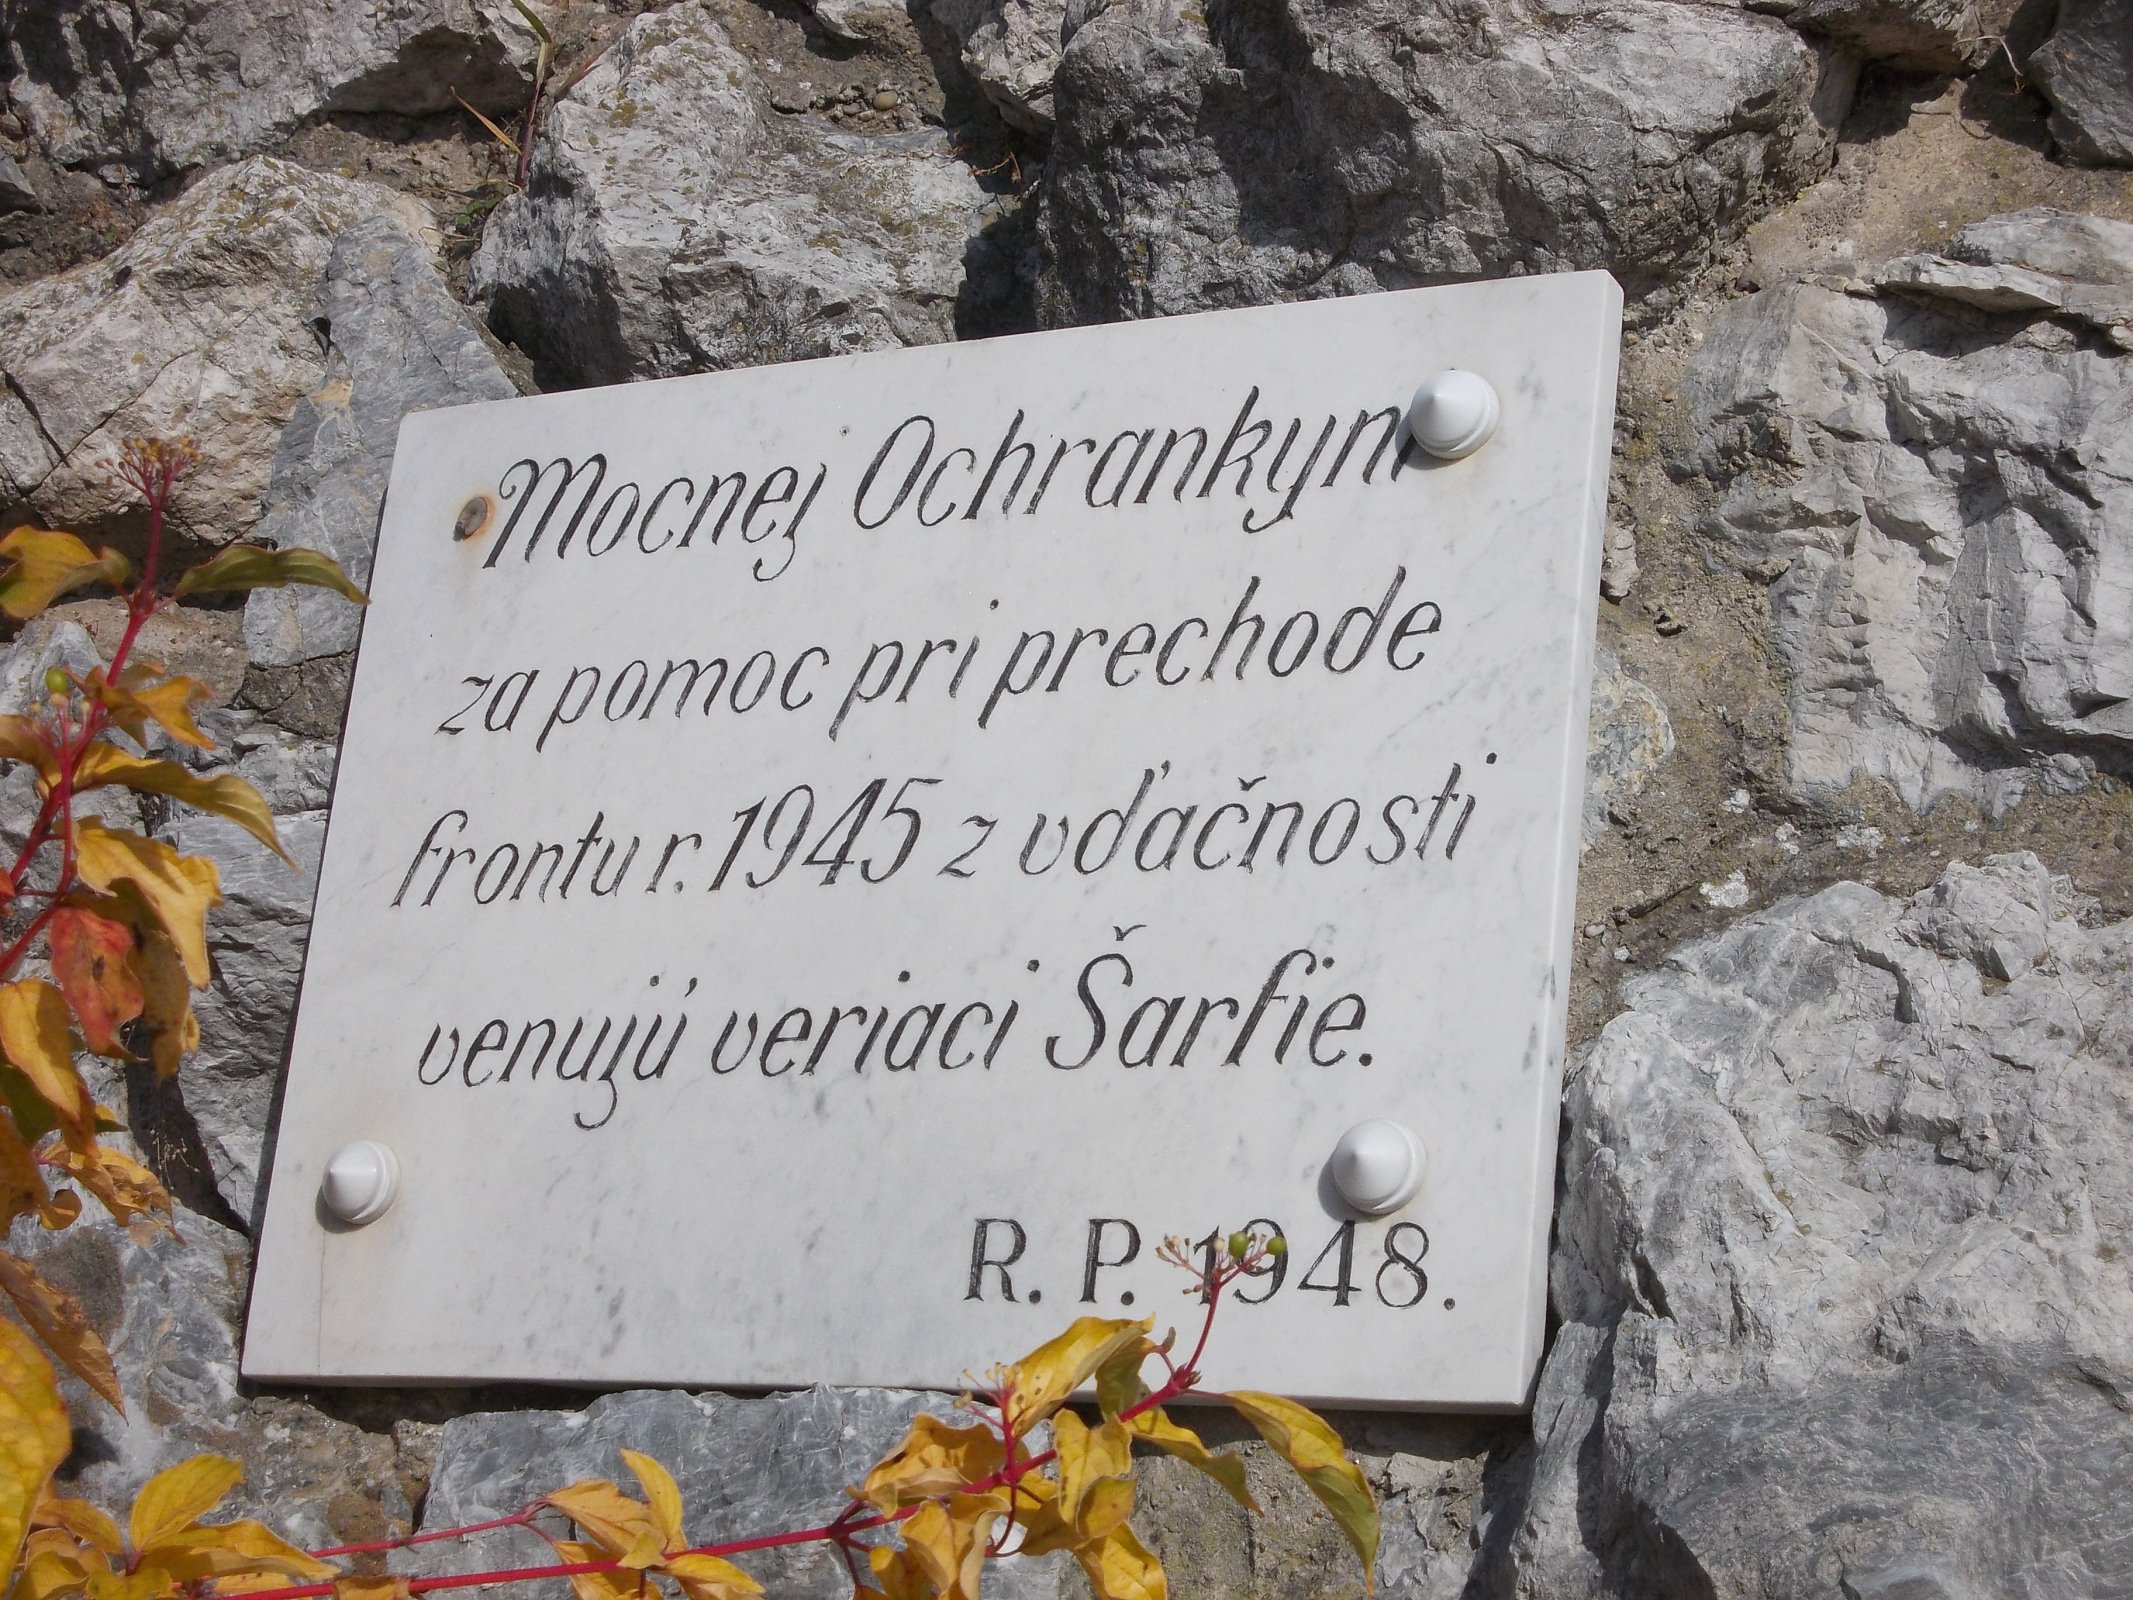 Mocnej Ochrankyni
za pomoc pri prechode
frontu r. 1945 z vďačnosti
venujú veriaci Šarfie.
R. P. 1948.